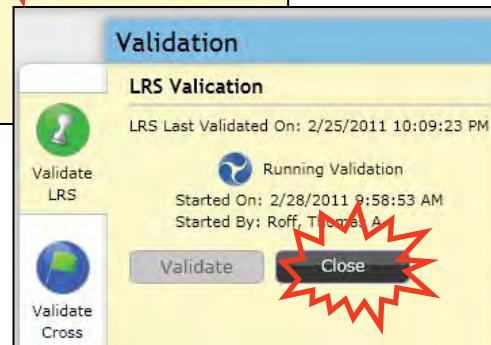 Validation
LRS Valication
LRS Last Validated On: 2/25/2011 10:09:23 PM
Validate
LRS
Running Validation
Started On: 2/28/2011 9:58:53 AM
Started By: Roff, Thomas A
Validate
Close
Validate
Cross